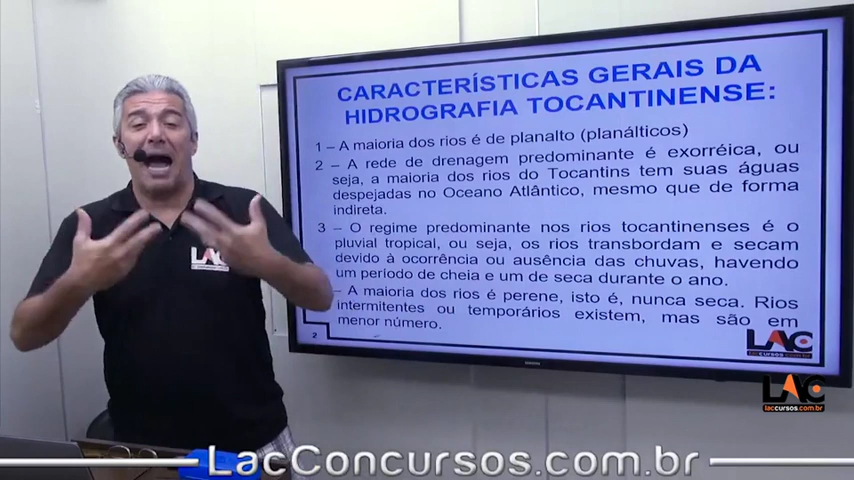 CARACTERÍSTICAS GERAIS DA
HIDROGRAFIA TOCANTINENSE:
1 – A maioria dos rios é de planalto (planálticos)
2 – A rede de drenagem predominante é exorréica, ou
seja, a maioria dos rios do Tocantins tem suas águas
despejadas no Oceano Atlântico, mesmo que de forma
indireta.
3 – O regime predominante nos rios tocantinenses é o
pluvial tropical, ou seja, os rios transbordam e secam
devido à ocorrência ou ausência das chuvas, havendo
um período de cheia e um de seca durante o ano.
– A maioria dos rios é perene, isto é, nunca seca. Rios
intermitentes ou temporários existem, mas são em
menor número.
2
LAC
laccursos.com.br
LAC
LAC
laccursos.com.br
LacConcursos.com.br